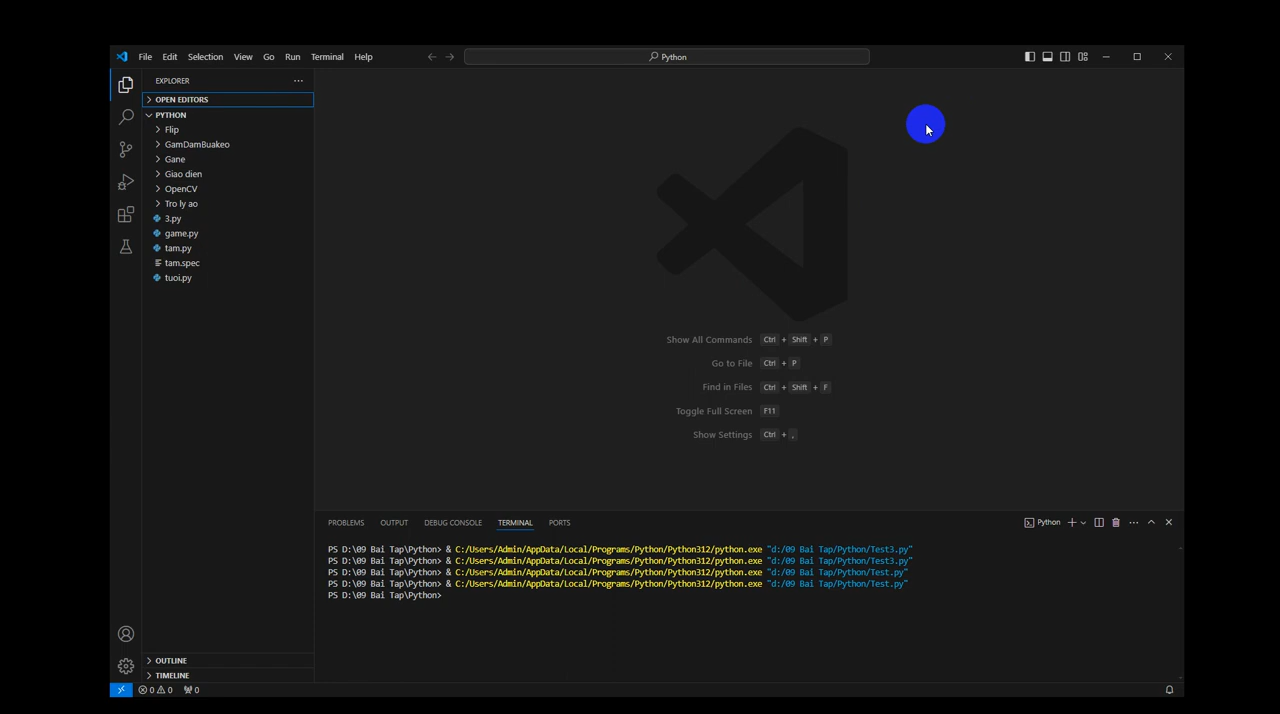 File Edit Selection View Go Run Terminal Help
Python
EXPLORER
OPEN EDITORS
PYTHON
Flip
GamDamBuakeo
Gane
Giao dien
OpenCV
Tro ly ao
3.py
game.py
tam.py
tam.spec
tuoi.py
OUTLINE
TIMELINE
Show All Commands Ctrl + Shift + P
Go to File Ctrl + P
Find in Files Ctrl + Shift + F
Toggle Full Screen F11
Show Settings Ctrl + ,
PROBLEMS OUTPUT DEBUG CONSOLE TERMINAL PORTS
Python
PS D:\09 Bai Tap\Python> & C:/Users/Admin/AppData/Local/Programs/Python/Python312/python.exe "d:/09 Bai Tap/Python/Test3.py"
PS D:\09 Bai Tap\Python> & C:/Users/Admin/AppData/Local/Programs/Python/Python312/python.exe "d:/09 Bai Tap/Python/Test3.py"
PS D:\09 Bai Tap\Python> & C:/Users/Admin/AppData/Local/Programs/Python/Python312/python.exe "d:/09 Bai Tap/Python/Test.py"
PS D:\09 Bai Tap\Python> & C:/Users/Admin/AppData/Local/Programs/Python/Python312/python.exe "d:/09 Bai Tap/Python/Test.py"
PS D:\09 Bai Tap\Python>
0 0 0